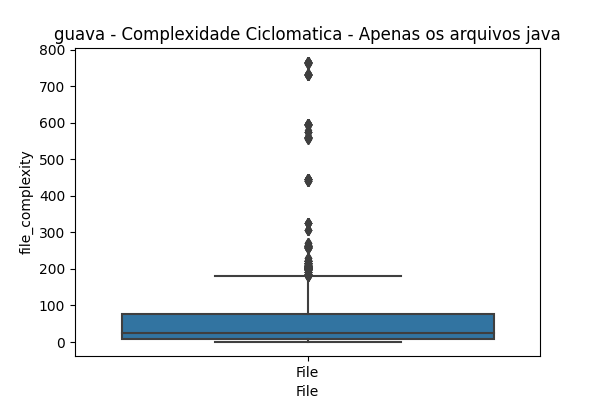 guava - Complexidade Ciclomatica - Apenas os arquivos java
800
700
600
500
400
300
200
100
0
file_complexity
File
File